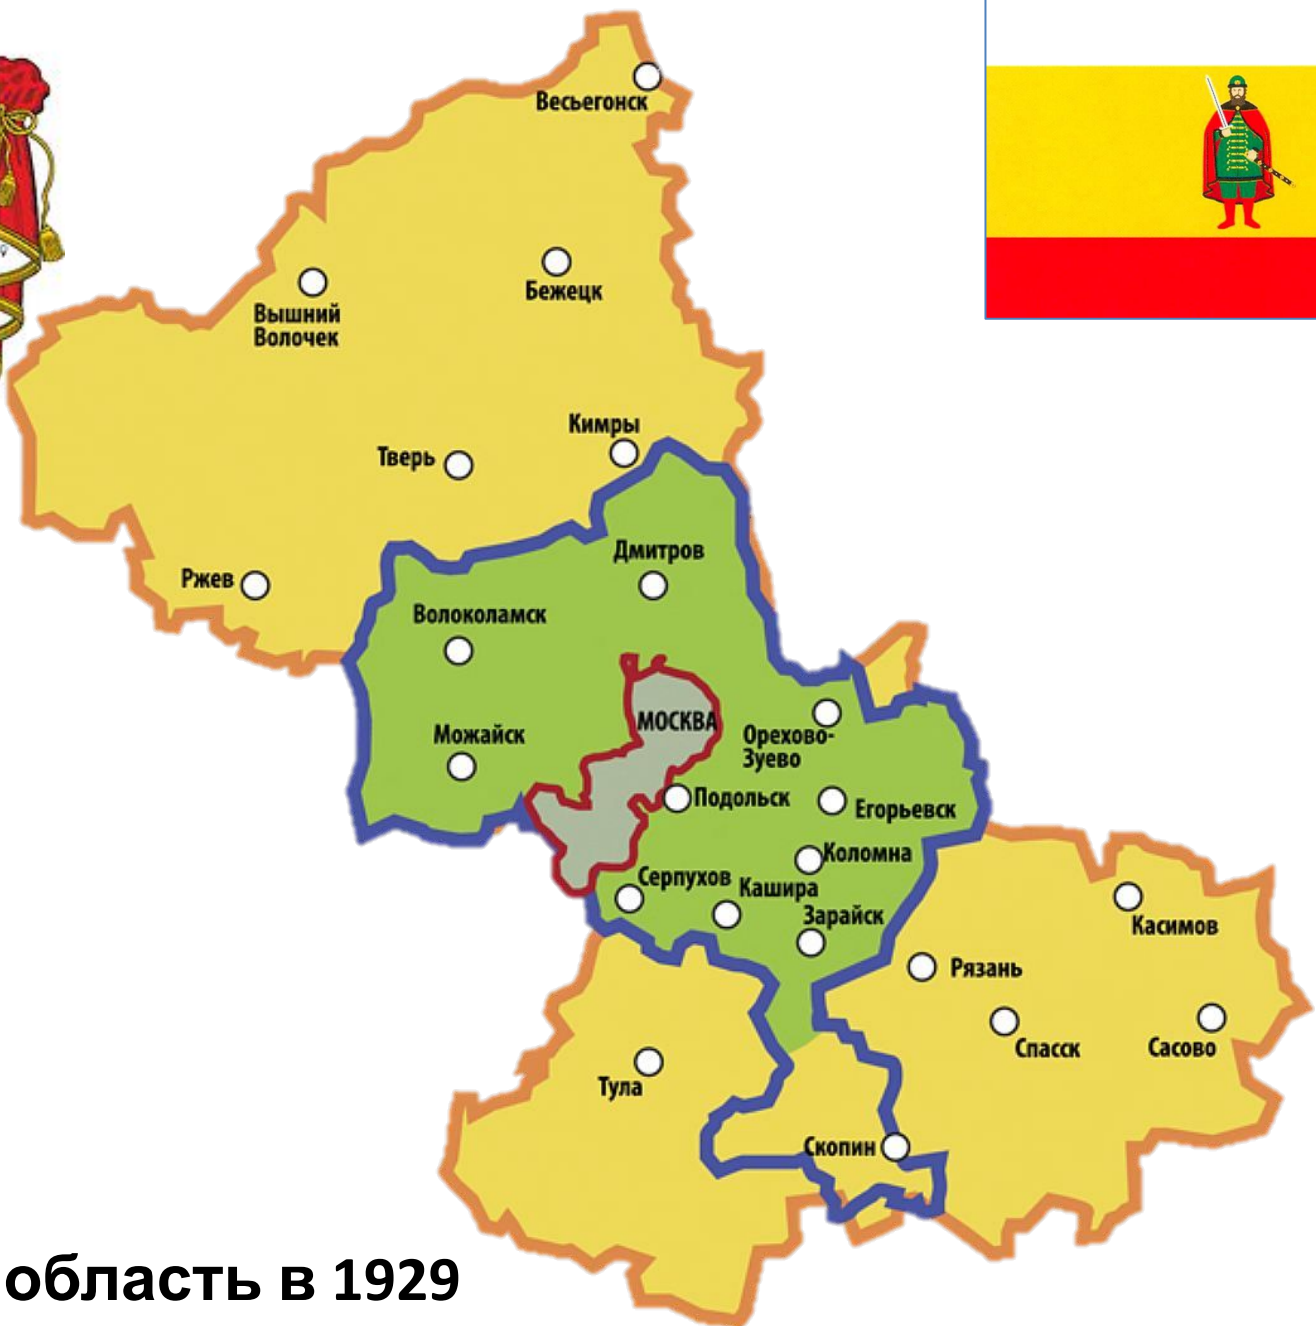 Весьегонск
Бежецк
Вышний
Волочек
Кимры
Тверь
Дмитров
Ржев
Волоколамск
МОСКВА
Можайск
Орехово-
Зуево
Подольск
Егорьевск
Коломна
Серпухов
Кашира
Зарайск
Касимов
Рязань
Спасск
Сасово
Тула
Скопин
область в 1929